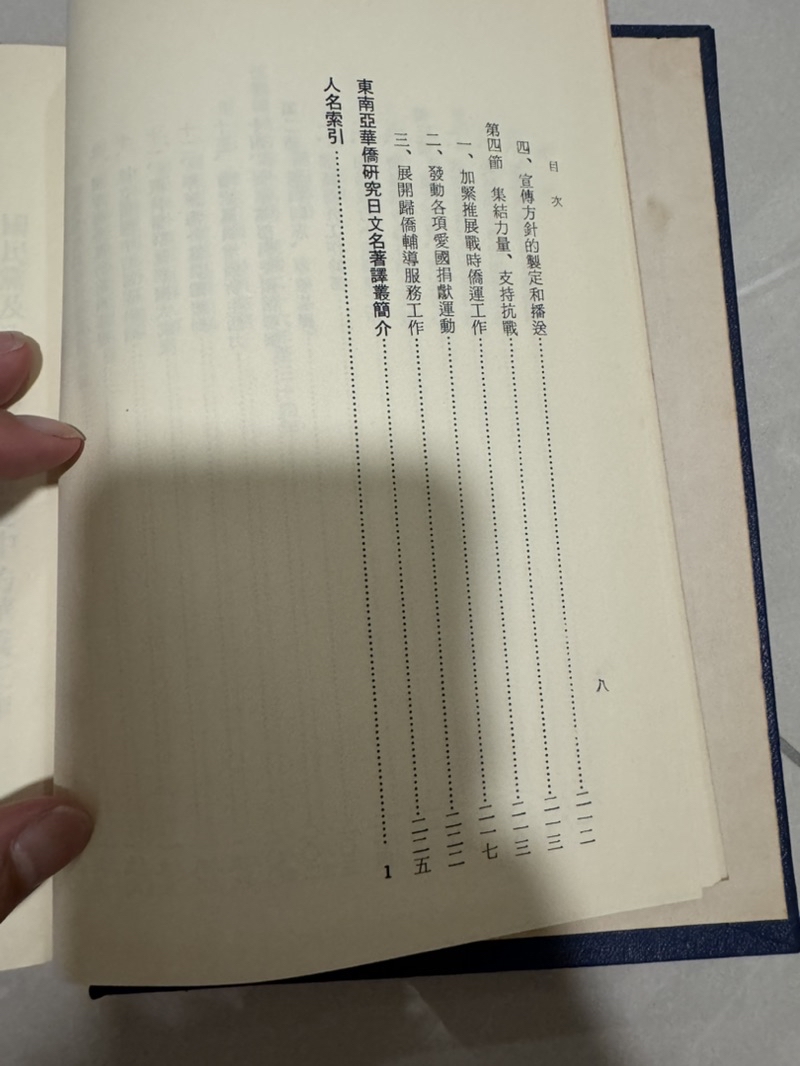 目次
八
四、宣傳方針的製定和播送……二一二
第四節　集結力量、支持抗戰……二一三
一、加緊推展戰時僑運工作……二一三
二、發動各項愛國捐獻運動……二一七
三、展開歸僑輔導服務工作……二二二
東南亞華僑研究日文名著譯叢簡介……二二五
人名索引……1